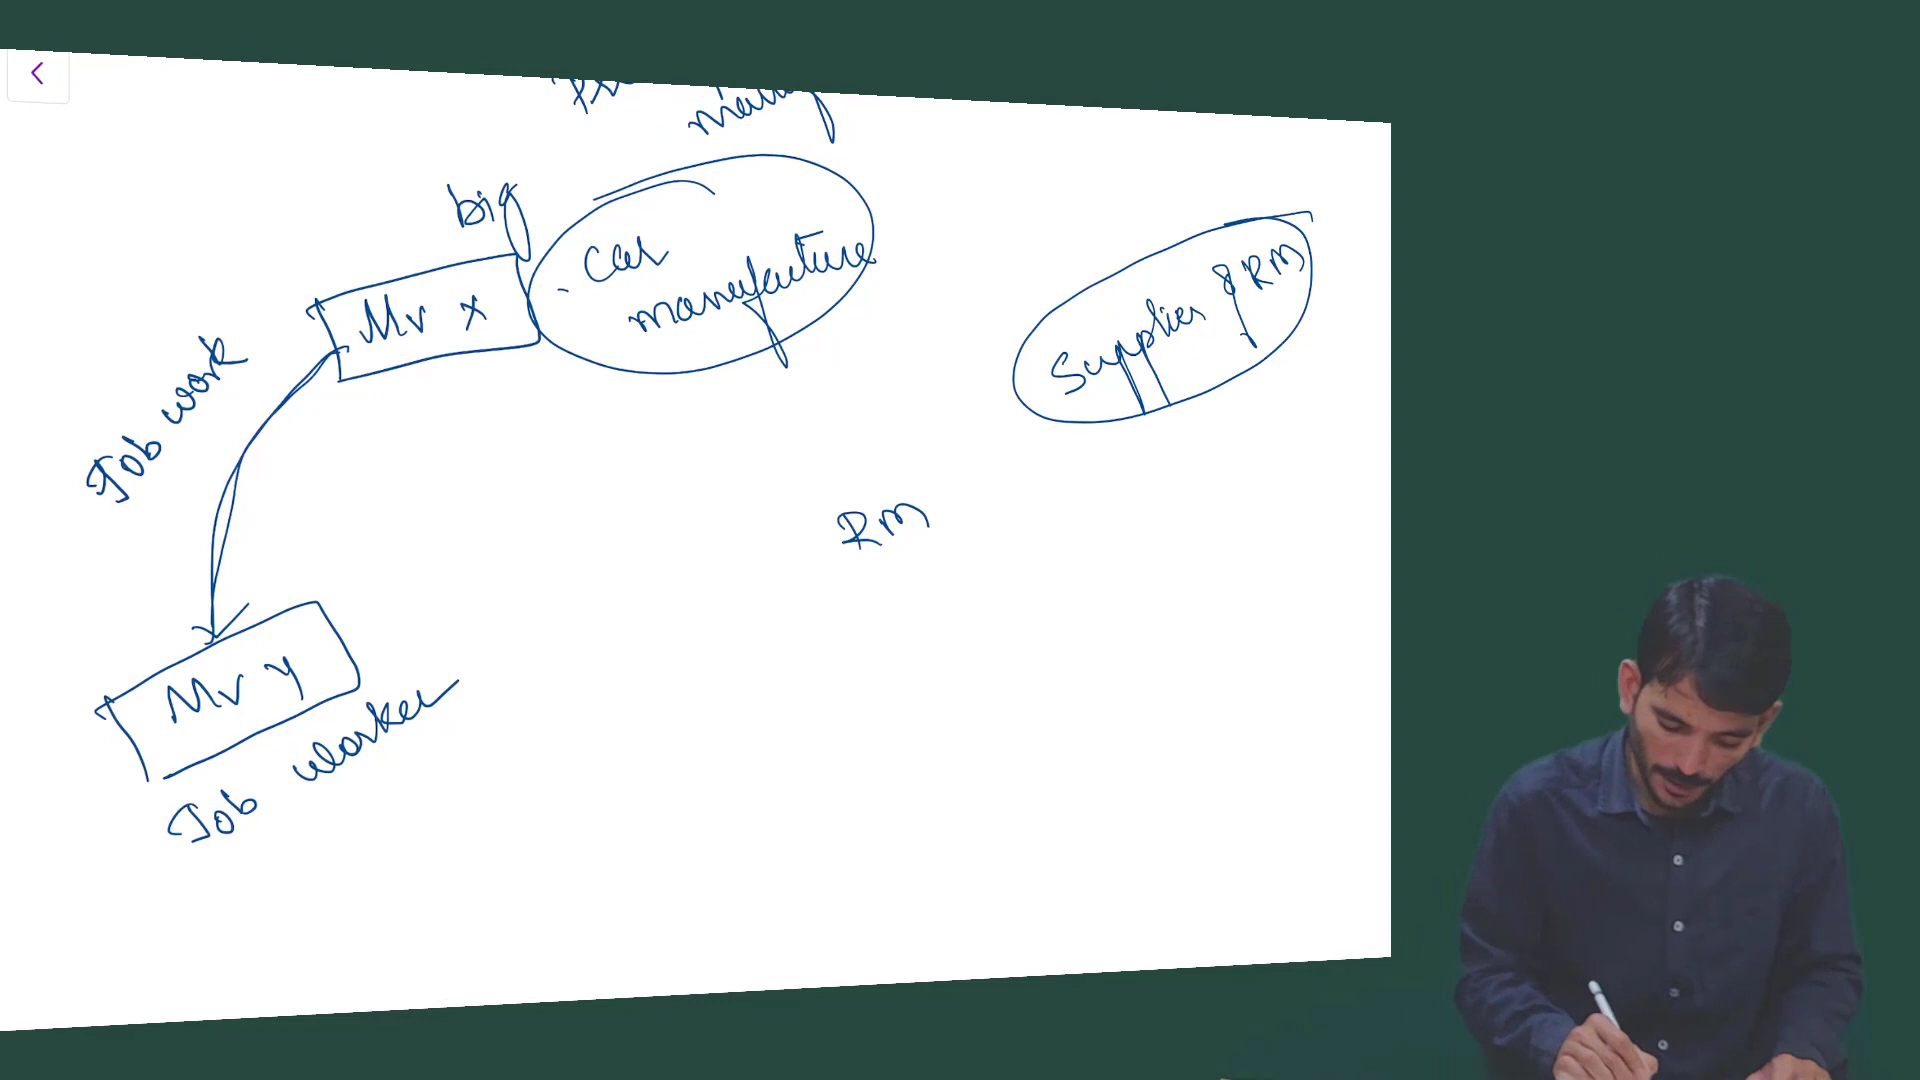 big
Mr X
Car
manufacture
Supplier of RM
Job work
RM
Mr Y
Job worker